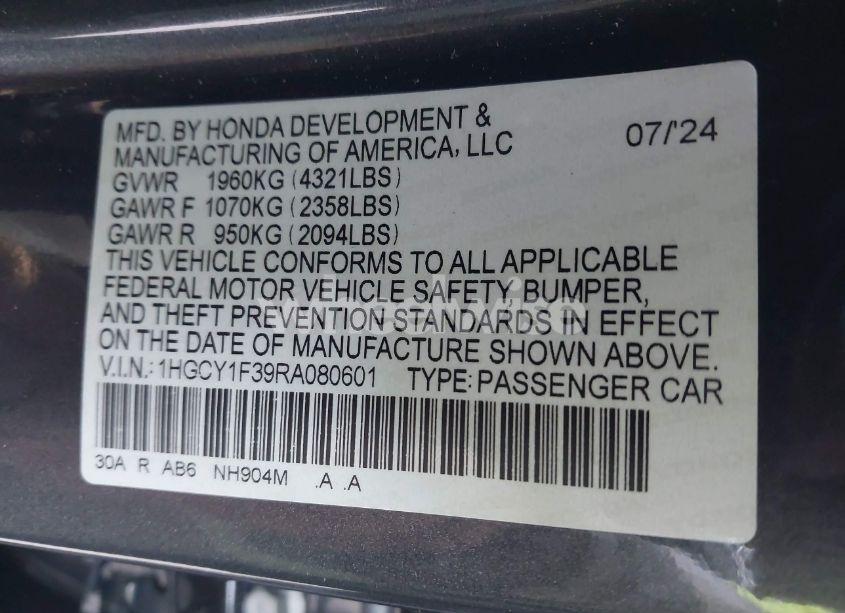 MFD. BY HONDA DEVELOPMENT &
MANUFACTURING OF AMERICA, LLC 07/'24
GVWR 1960KG (4321LBS)
GAWR F 1070KG (2358LBS)
GAWR R 950KG (2094LBS)
THIS VEHICLE CONFORMS TO ALL APPLICABLE
FEDERAL MOTOR VEHICLE SAFETY, BUMPER,
AND THEFT PREVENTION STANDARDS IN EFFECT
ON THE DATE OF MANUFACTURE SHOWN ABOVE.
V.I.N.: 1HGCY1F39RA080601 TYPE: PASSENGER CAR
30A R AB6 NH904M .A .A